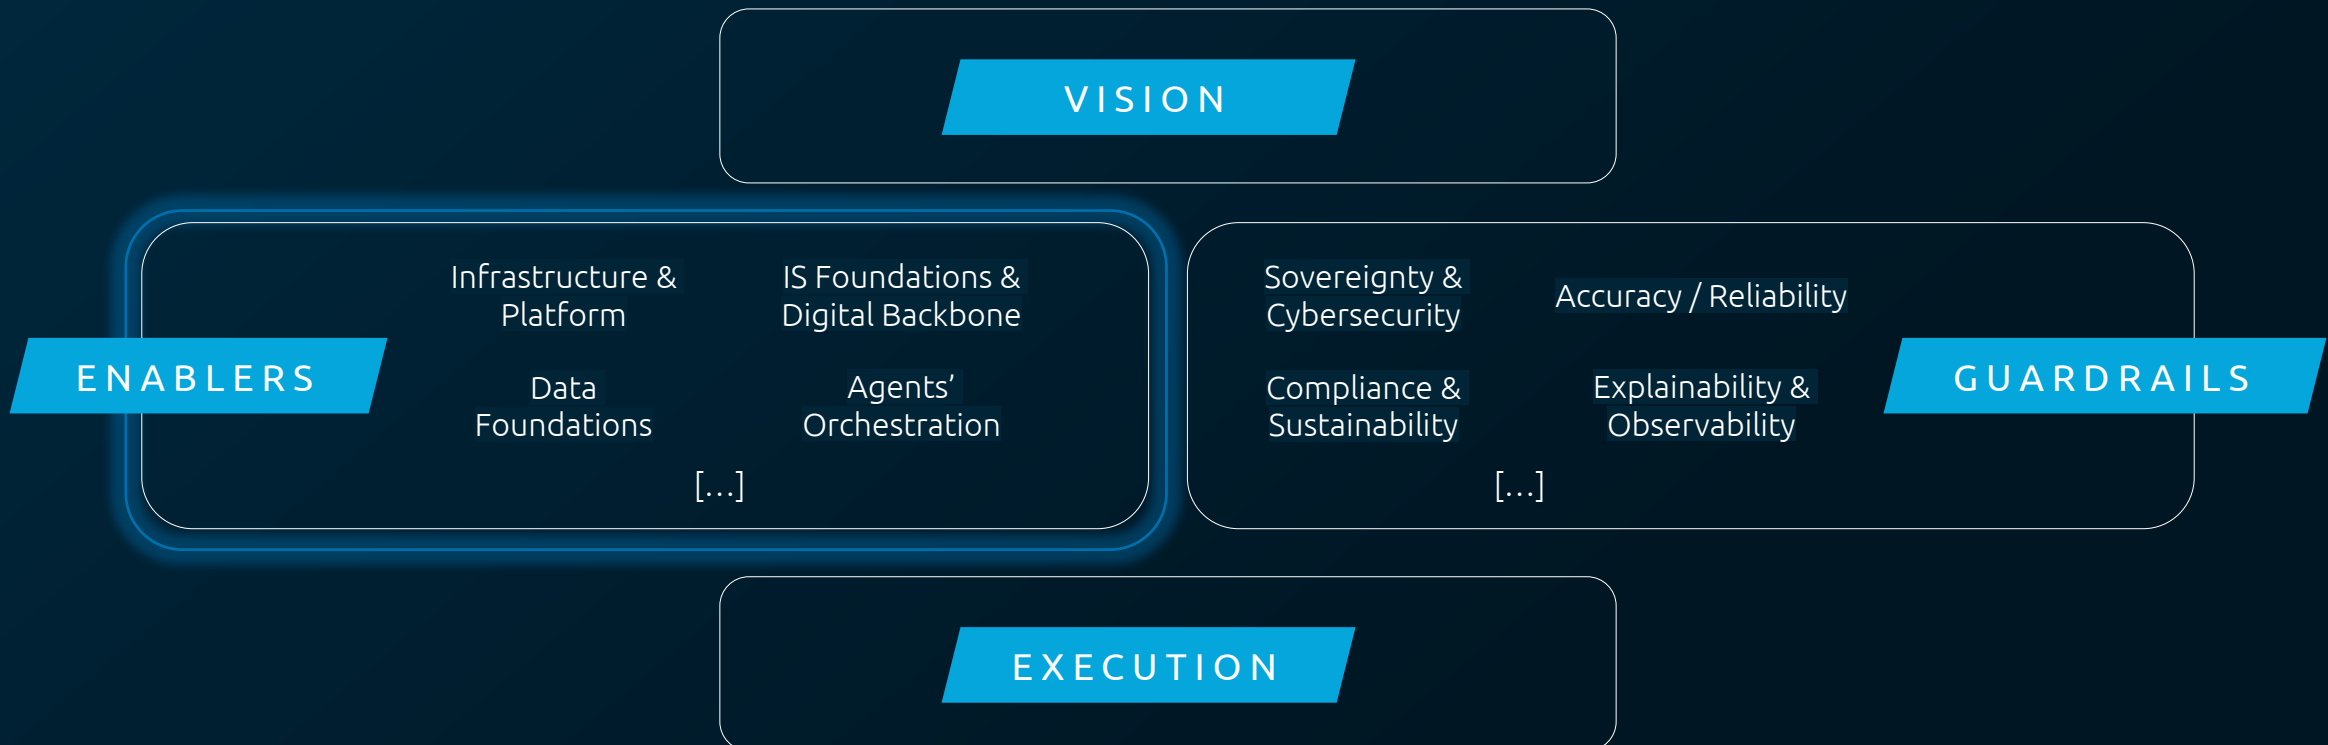 VISION
ENABLERS
Infrastructure &
Platform
IS Foundations &
Digital Backbone
Data
Foundations
Agents’
Orchestration
[…]
Sovereignty &
Cybersecurity
Accuracy / Reliability
Compliance &
Sustainability
Explainability &
Observability
[…]
GUARDRAILS
EXECUTION